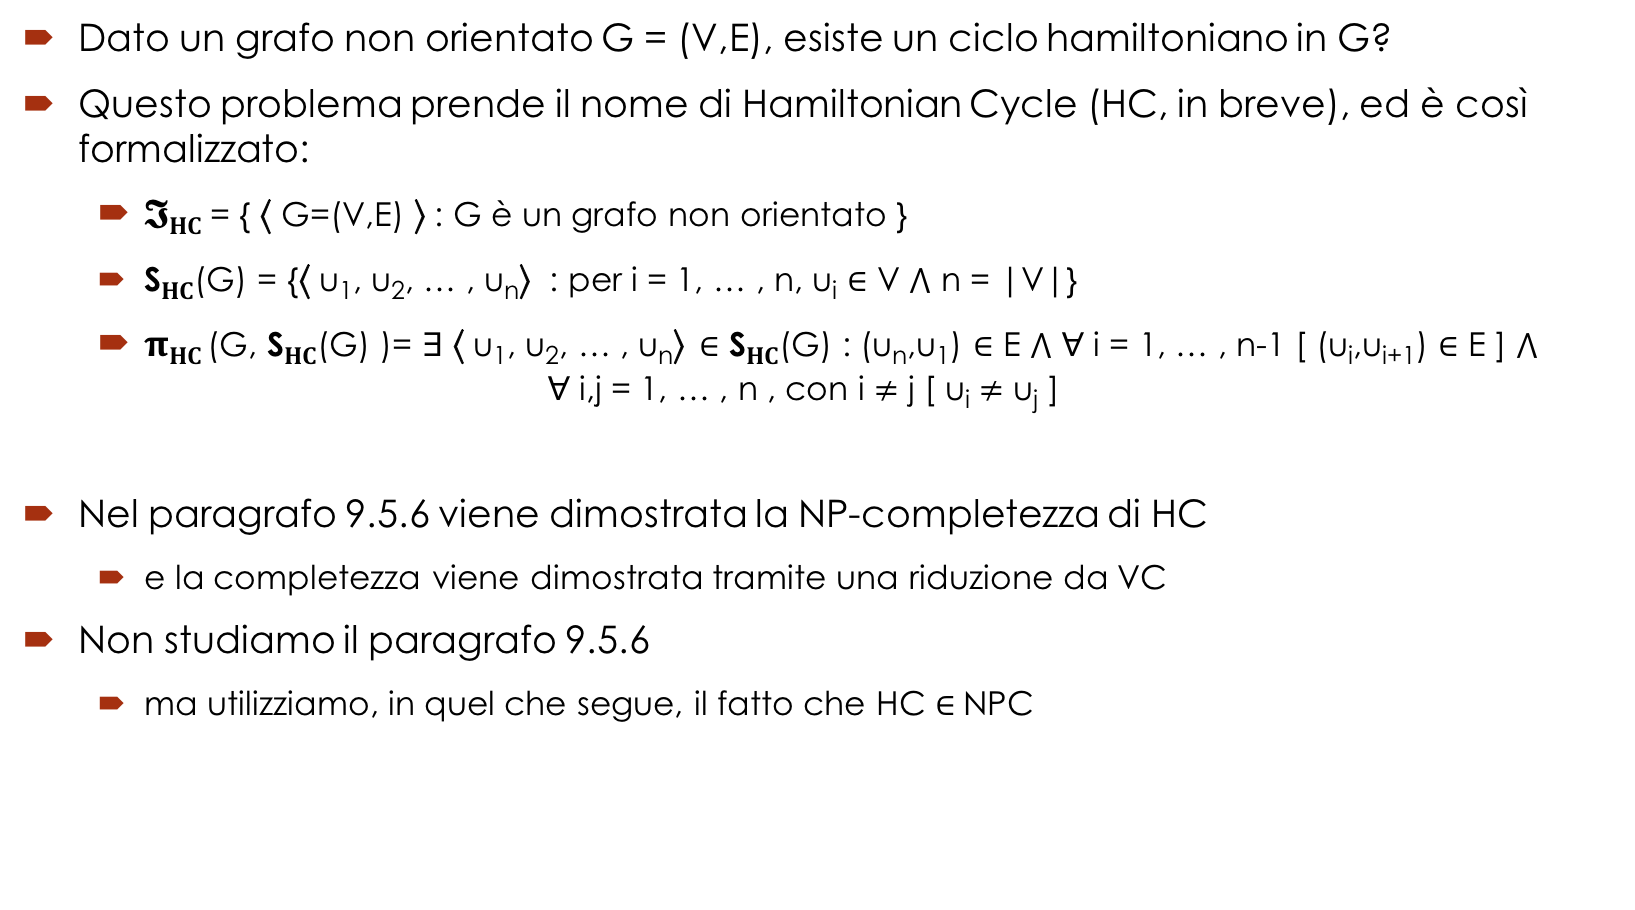 Dato un grafo non orientato G = (V,E), esiste un ciclo hamiltoniano in G?
Questo problema prende il nome di Hamiltonian Cycle (HC, in breve), ed è così
formalizzato:
ℑHC = { ⟨ G=(V,E) ⟩ : G è un grafo non orientato }
SHC(G) = {⟨ u1, u2, … , un⟩ : per i = 1, … , n, ui ∈ V ⋀ n = |V|}
πHC (G, SHC(G) )= ∃ ⟨ u1, u2, … , un⟩ ∈ SHC(G) : (un,u1) ∈ E ⋀ ∀ i = 1, … , n-1 [ (ui,ui+1) ∈ E ] ⋀
∀ i,j = 1, … , n , con i ≠ j [ ui ≠ uj ]
Nel paragrafo 9.5.6 viene dimostrata la NP-completezza di HC
e la completezza viene dimostrata tramite una riduzione da VC
Non studiamo il paragrafo 9.5.6
ma utilizziamo, in quel che segue, il fatto che HC ∈ NPC